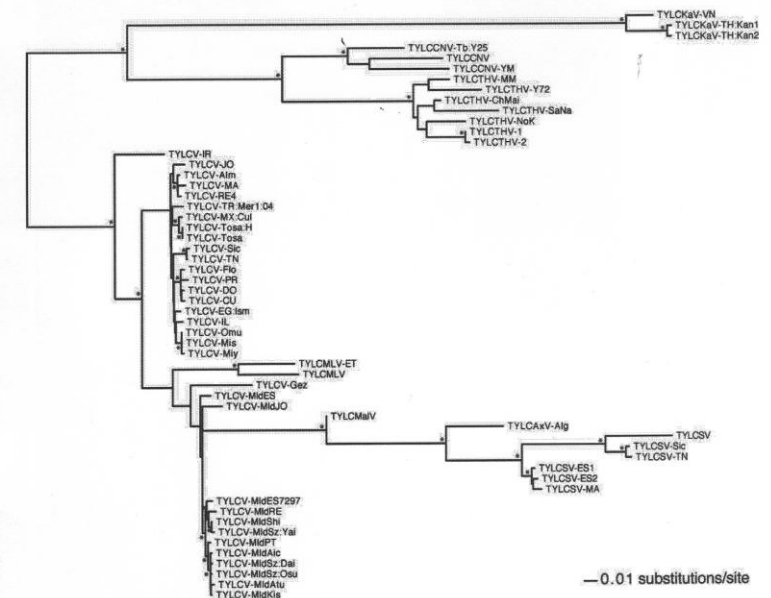 TYLCKaV-VN
TYLCKaV-TH:Kan1
TYLCKaV-TH:Kan2
TYLCCNV-Tb:Y25
TYLCCNV
TYLCCNV-YM
TYLCTHV-MM
TYLCTHV-Y72
TYLCTHV-ChMai
TYLCTHV-SaNa
TYLCTHV-NoK
TYLCTHV-1
TYLCTHV-2
TYLCV-IR
TYLCV-JO
TYLCV-Alm
TYLCV-MA
TYLCV-RE4
TYLCV-TR:Mer1:04
TYLCV-MX:Cul
TYLCV-Tosa:H
TYLCV-Tosa
TYLCV-Sic
TYLCV-TN
TYLCV-Flo
TYLCV-PR
TYLCV-DO
TYLCV-CU
TYLCV-EG:Ism
TYLCV-IL
TYLCV-Omu
TYLCV-Mis
TYLCV-Miy
TYLCMLV-ET
TYLCMLV
TYLCV-Gez
TYLCV-MldES
TYLCV-MldJO
TYLCMalV
TYLCAxV-Alg
TYLCSV
TYLCSV-Sic
TYLCSV-TN
TYLCSV-ES1
TYLCSV-ES2
TYLCSV-MA
TYLCV-MldES7297
TYLCV-MldRE
TYLCV-MldShi
TYLCV-MldSz:Yai
TYLCV-MldPT
TYLCV-MldAic
TYLCV-MldSz:Dai
TYLCV-MldSz:Osu
TYLCV-MldAtu
TYLCV-MldKis
0.01 substitutions/site